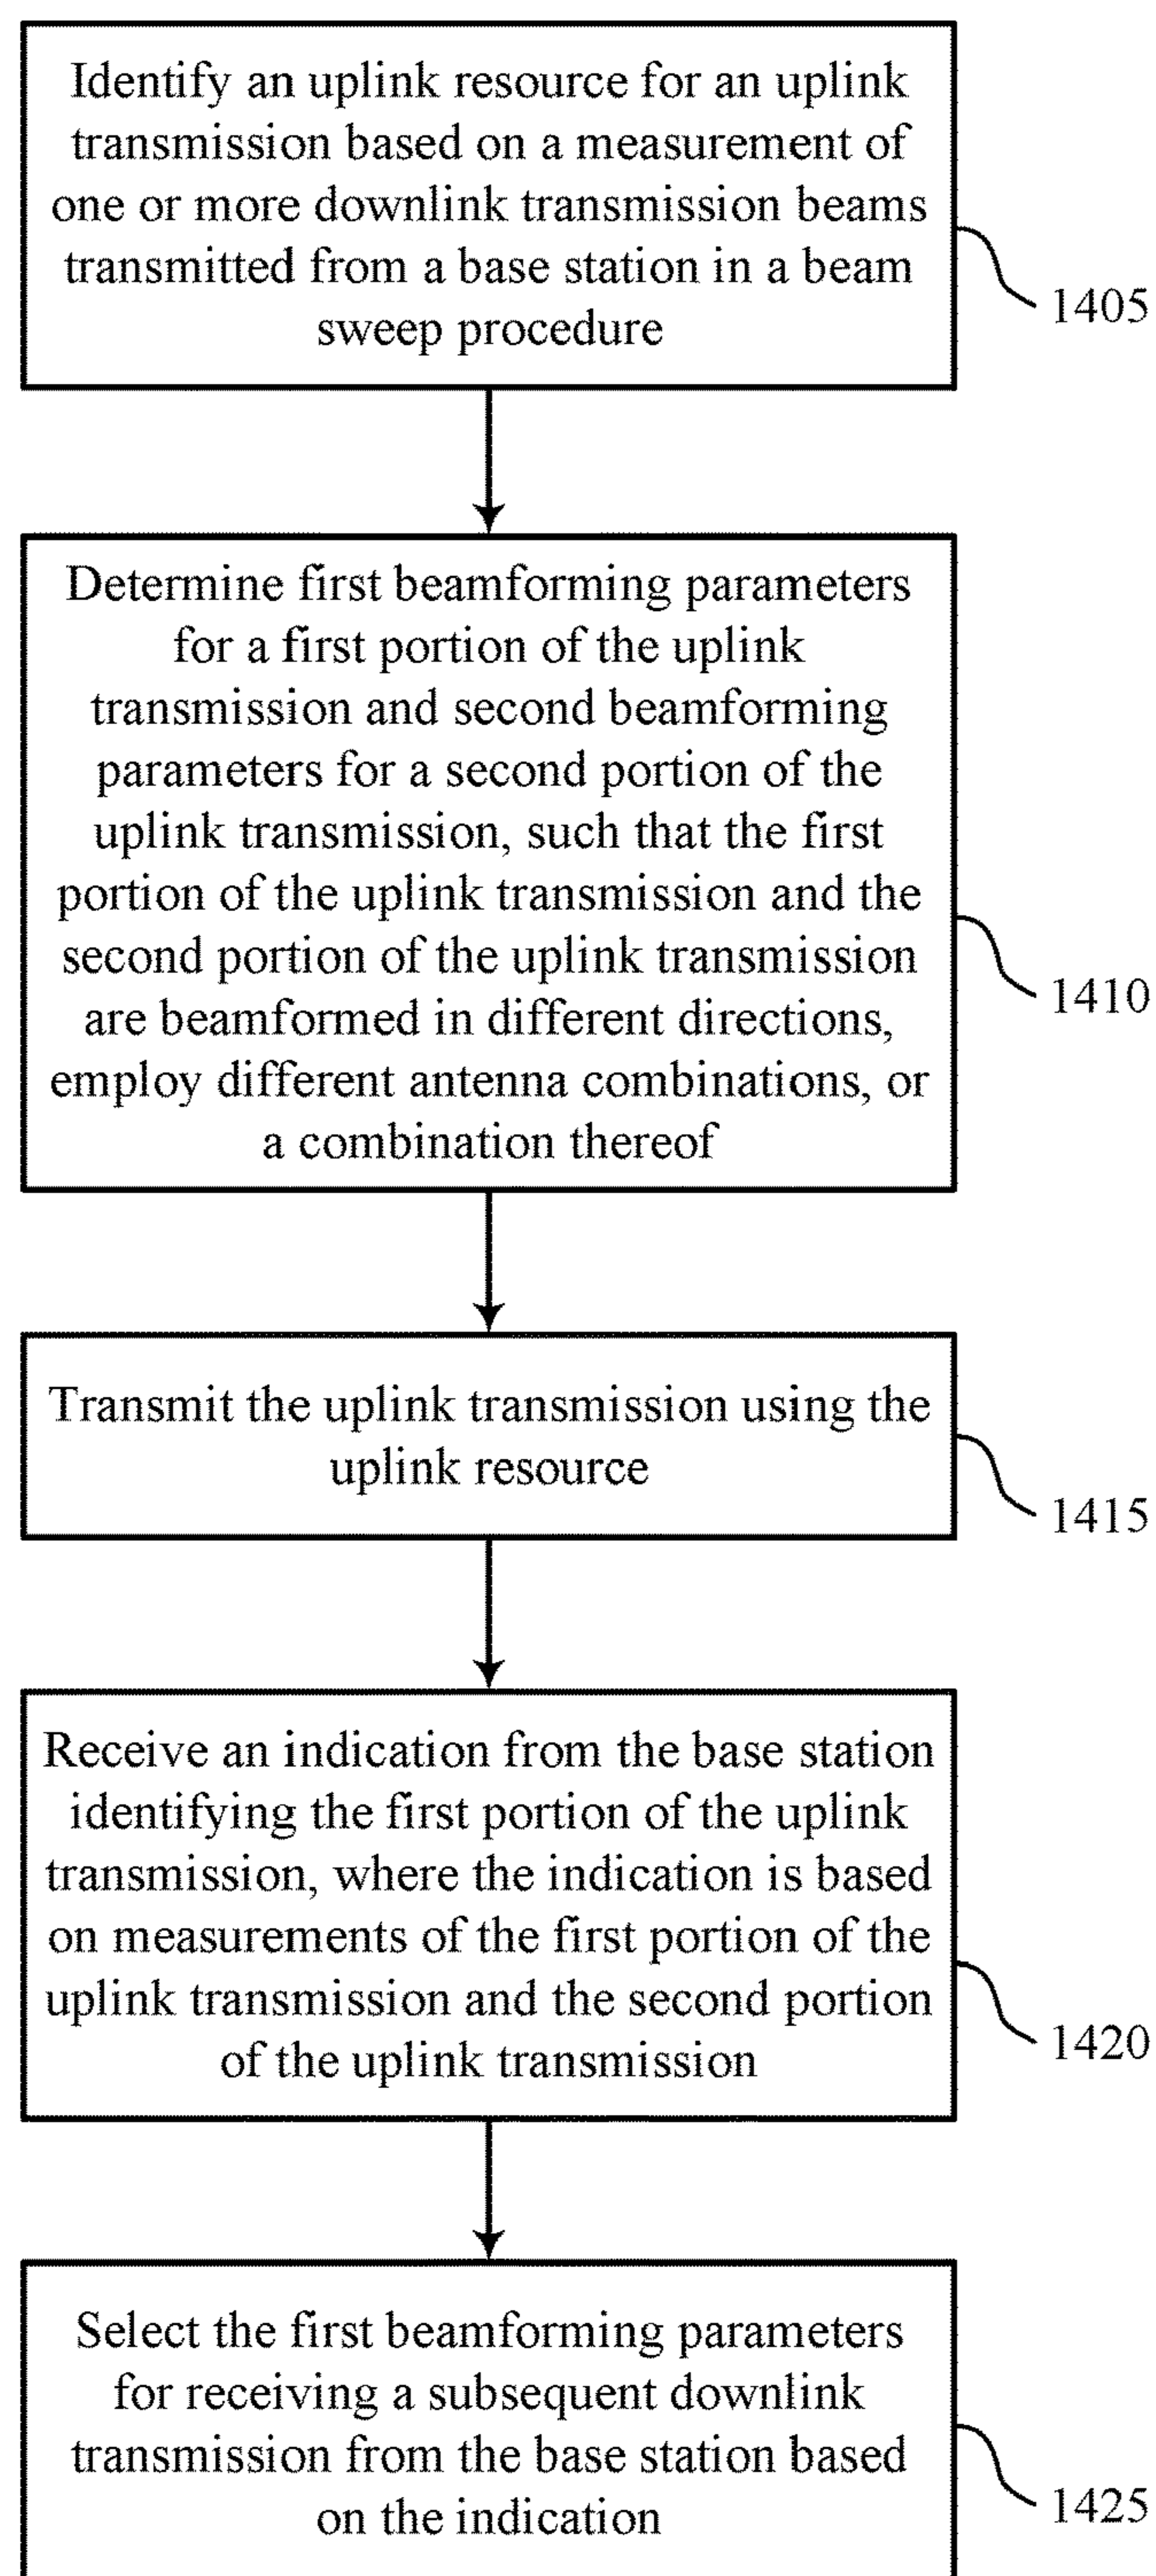 Identify an uplink resource for an uplink
transmission based on a measurement of
one or more downlink transmission beams
transmitted from a base station in a beam
sweep procedure
1405
Determine first beamforming parameters
for a first portion of the uplink
transmission and second beamforming
parameters for a second portion of the
uplink transmission, such that the first
portion of the uplink transmission and the
second portion of the uplink transmission
are beamformed in different directions,
employ different antenna combinations, or
a combination thereof
1410
Transmit the uplink transmission using the
uplink resource
1415
Receive an indication from the base station
identifying the first portion of the uplink
transmission, where the indication is based
on measurements of the first portion of the
uplink transmission and the second portion
of the uplink transmission
1420
Select the first beamforming parameters
for receiving a subsequent downlink
transmission from the base station based
on the indication
1425